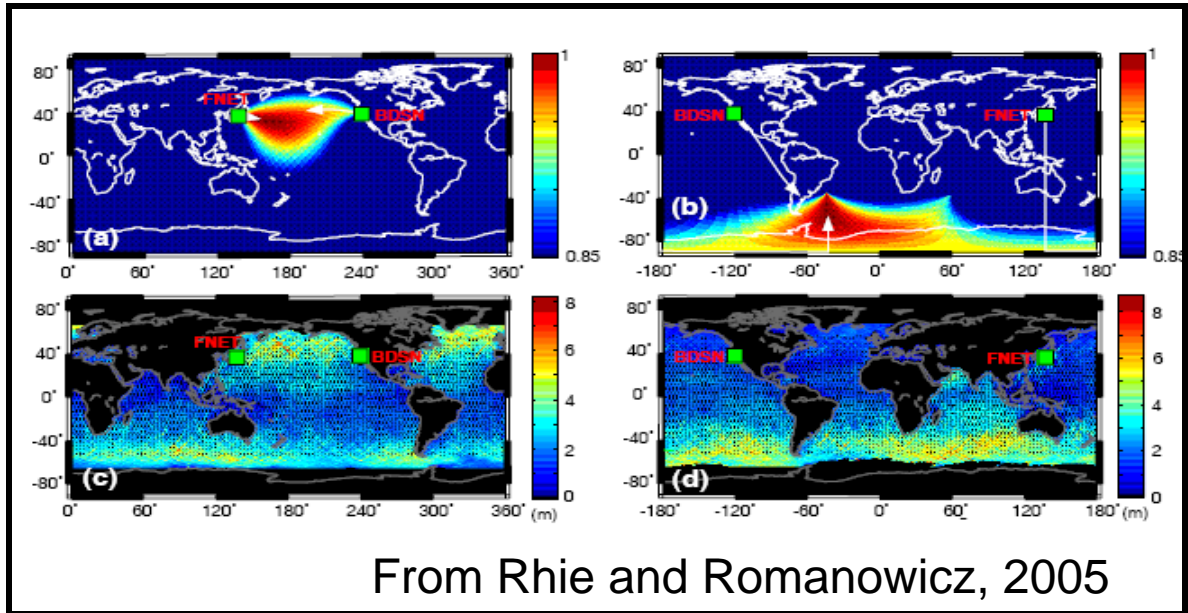 80˚ 1 80˚ 1
FNET
40˚ BDSN 40˚ BDSN FNET
0˚ 0˚
-40˚ -40˚
(a) (b)
-80˚ 0.85 -80˚ 0.85
0˚ 60˚ 120˚ 180˚ 240˚ 300˚ 360˚ -180˚ -120˚ -60˚ 0˚ 60˚ 120˚ 180˚
80˚ 8 80˚ 8
6 6
FNET
40˚ BDSN 40˚ BDSN FNET
0˚ 4 0˚ 4
-40˚ 2 -40˚ 2
(c) (d)
-80˚ 0 -80˚ 0
0˚ 60˚ 120˚ 180˚ 240˚ 300˚ 360˚ (m) -180˚ -120˚ -60˚ 0˚ 60˚ 120˚ 180˚ (m)
From Rhie and Romanowicz, 2005